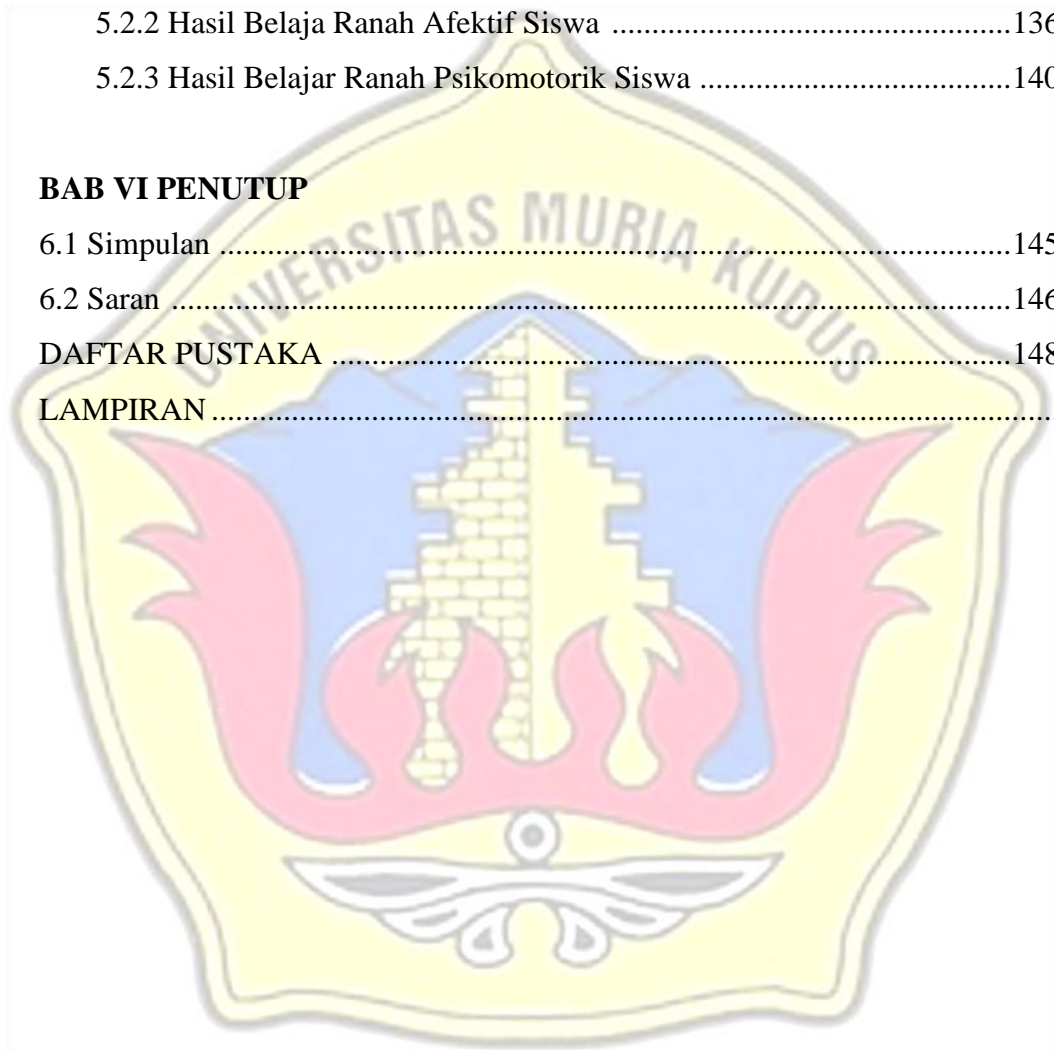 5.2.2 Hasil Belaja Ranah Afektif Siswa ..........................................136
5.2.3 Hasil Belajar Ranah Psikomotorik Siswa .................................140
BAB VI PENUTUP
UNIVERSITAS MURIA KUDUS
6.1 Simpulan ...................................................................................145
6.2 Saran ........................................................................................146
DAFTAR PUSTAKA .......................................................................148
LAMPIRAN.........................................................................................